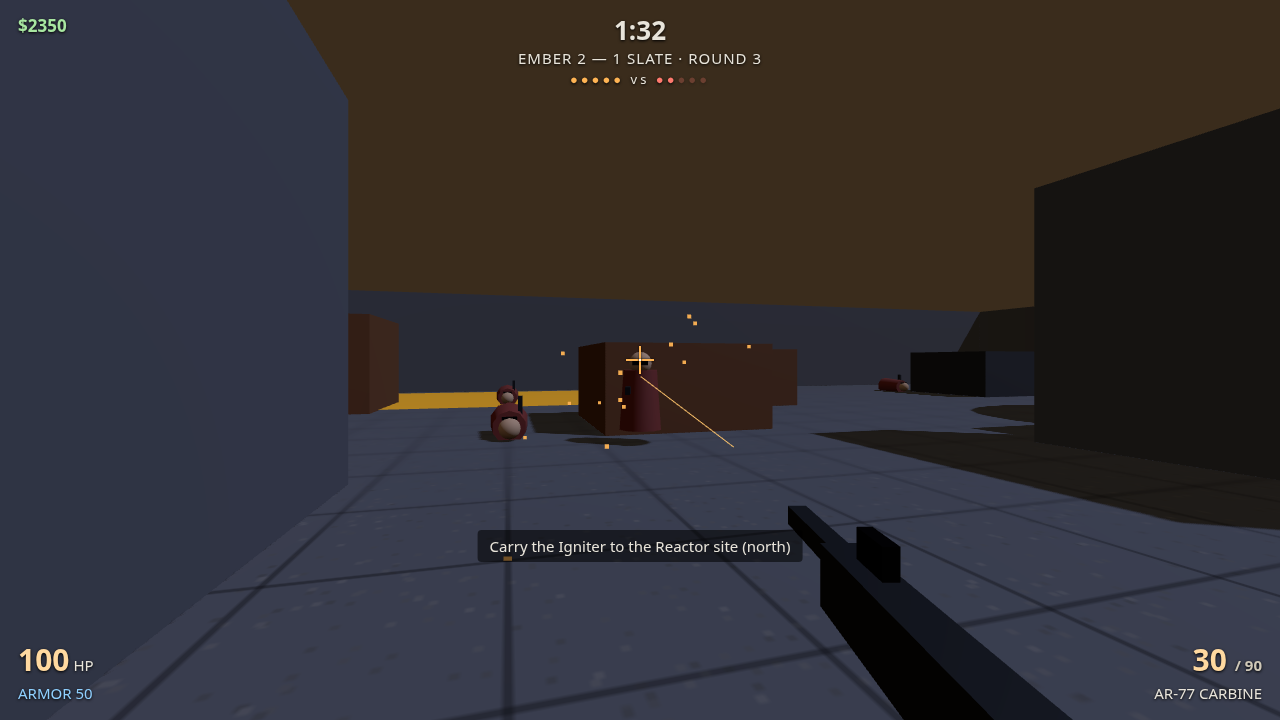 $2350
1:32
EMBER 2 — 1 SLATE · ROUND 3
vs
Carry the Igniter to the Reactor site (north)
100 HP
ARMOR 50
30 / 90
AR-77 CARBINE